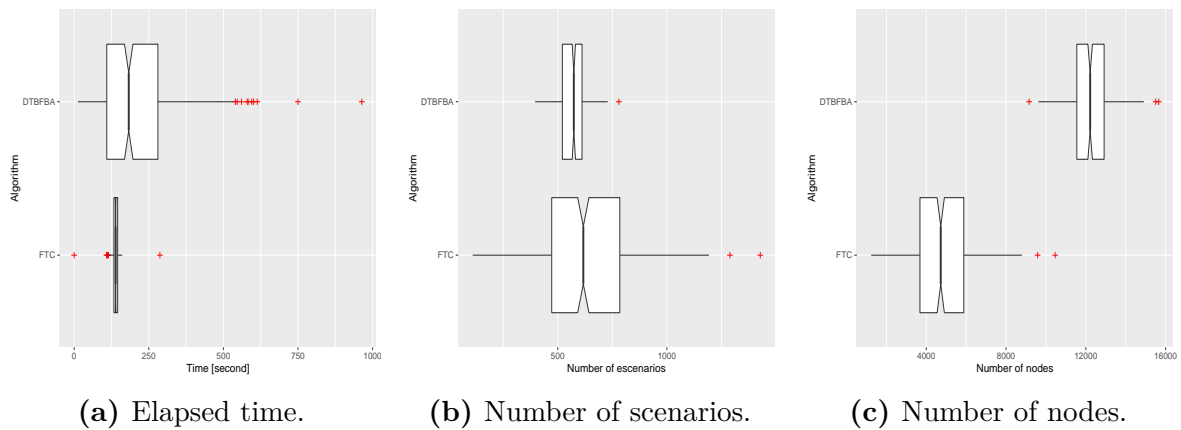 Algorithm
DTBFBA
FTC
0 250 500 750 1000
Time [second]
(a) Elapsed time.
Algorithm
DTBFBA
FTC
500 1000
Number of escenarios
(b) Number of scenarios.
Algorithm
DTBFBA
FTC
4000 8000 12000 16000
Number of nodes
(c) Number of nodes.